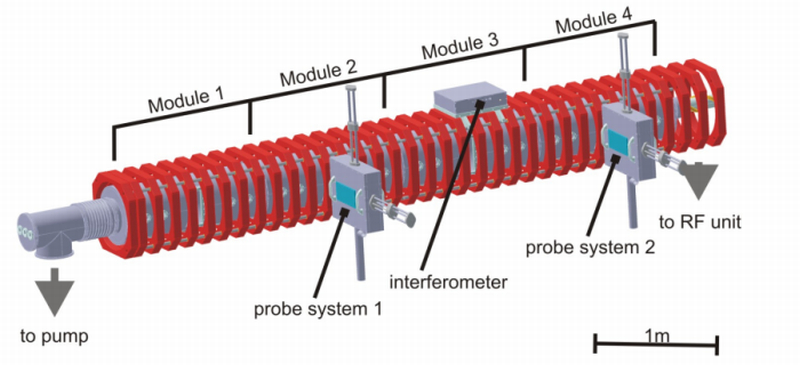 Module 1
Module 2
Module 3
Module 4
to RF unit
probe system 2
interferometer
probe system 1
to pump
1m